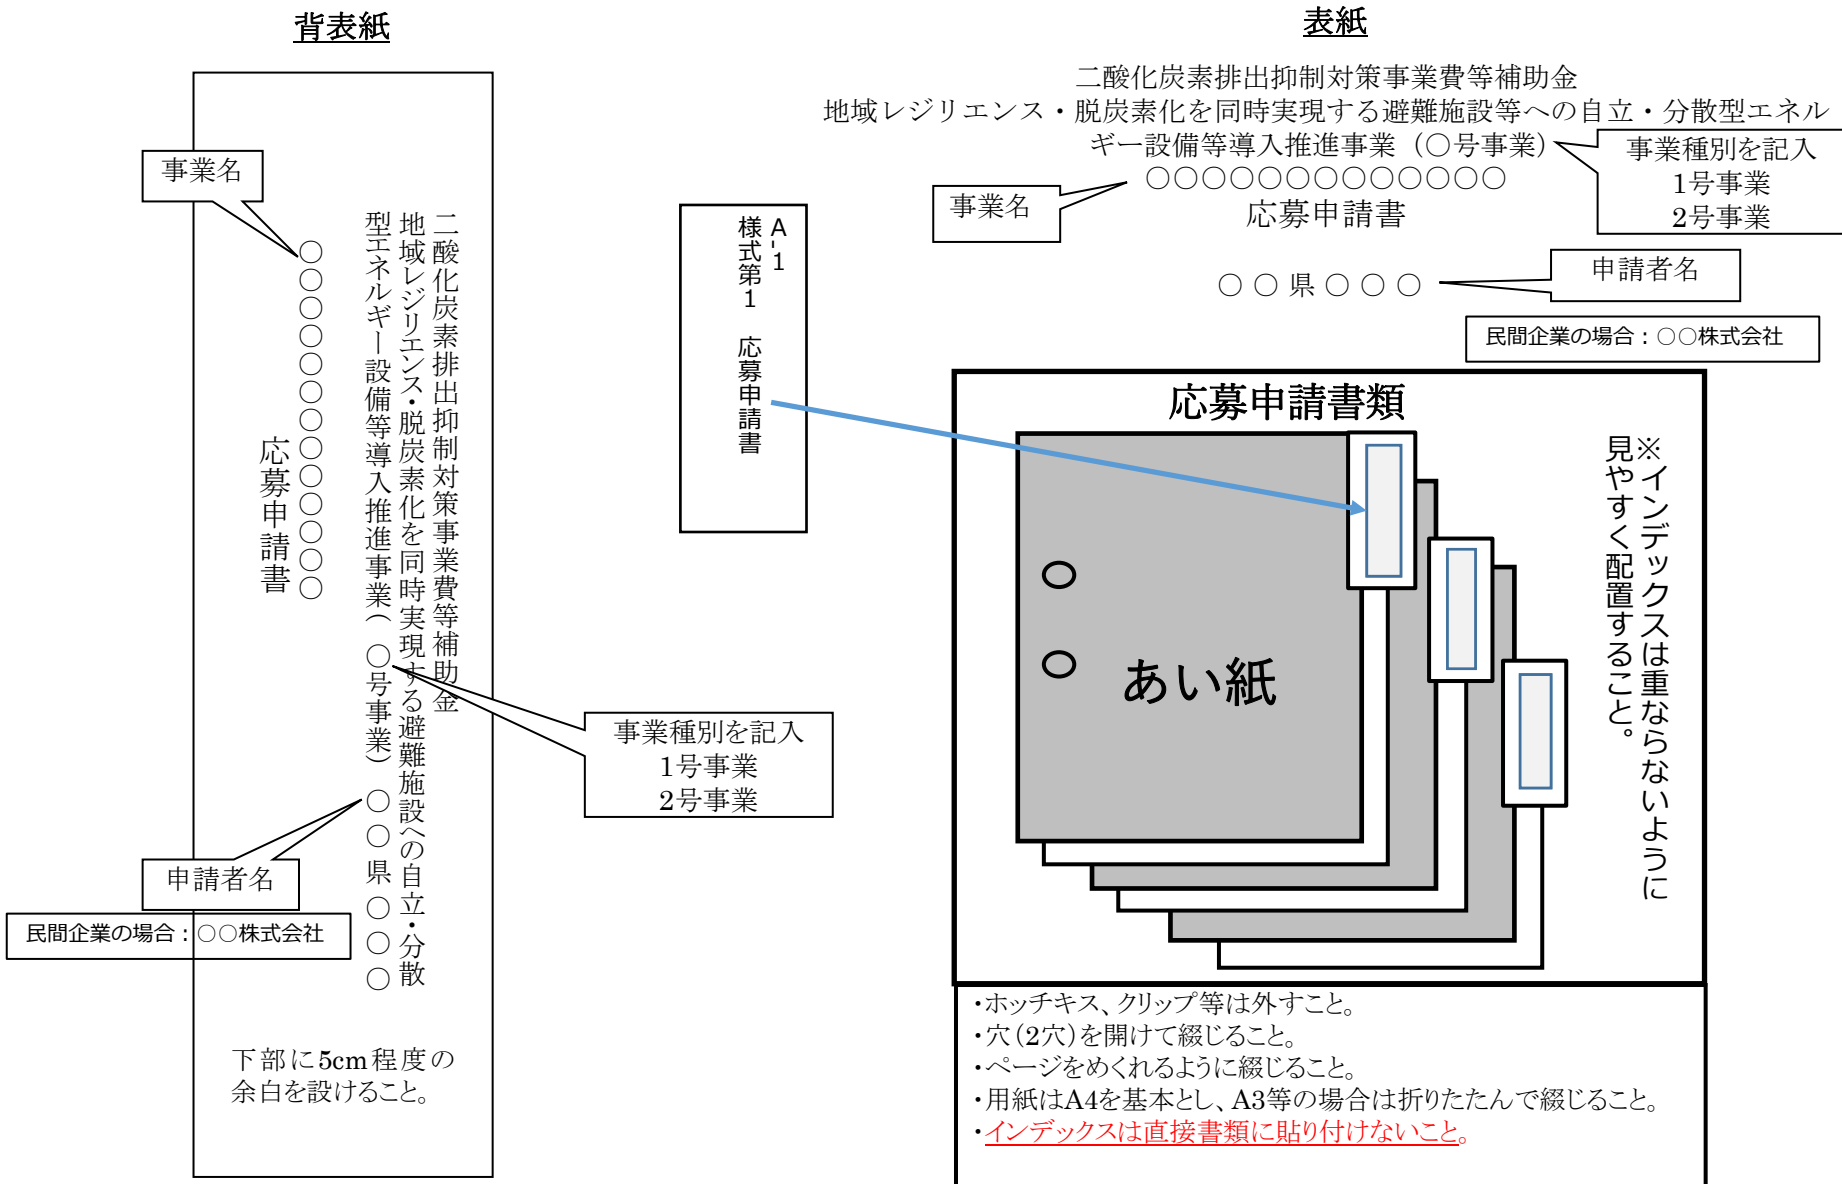 背表紙
事業名
二酸化炭素排出抑制対策事業費等補助金
地域レジリエンス・脱炭素化を同時実現する避難施設への自立・分散
型エネルギー設備等導入推進事業(○号事業)○○県○○○
○○○○○○○○○○○○○
応募申請書
事業種別を記入
1号事業
2号事業
申請者名
民間企業の場合：○○株式会社
下部に5cm程度の
余白を設けること。
A-1
様式第1　応募申請書
表紙
二酸化炭素排出抑制対策事業費等補助金
地域レジリエンス・脱炭素化を同時実現する避難施設等への自立・分散型エネル
ギー設備等導入推進事業（○号事業）
○○○○○○○○○○○○○
応募申請書
事業名
事業種別を記入
1号事業
2号事業
○○県○○○
申請者名
民間企業の場合：○○株式会社
応募申請書類
あい紙
※インデックスは重ならないように
見やすく配置すること。
・ホッチキス、クリップ等は外すこと。
・穴(2穴)を開けて綴じること。
・ページをめくれるように綴じること。
・用紙はA4を基本とし、A3等の場合は折りたたんで綴じること。
・インデックスは直接書類に貼り付けないこと。